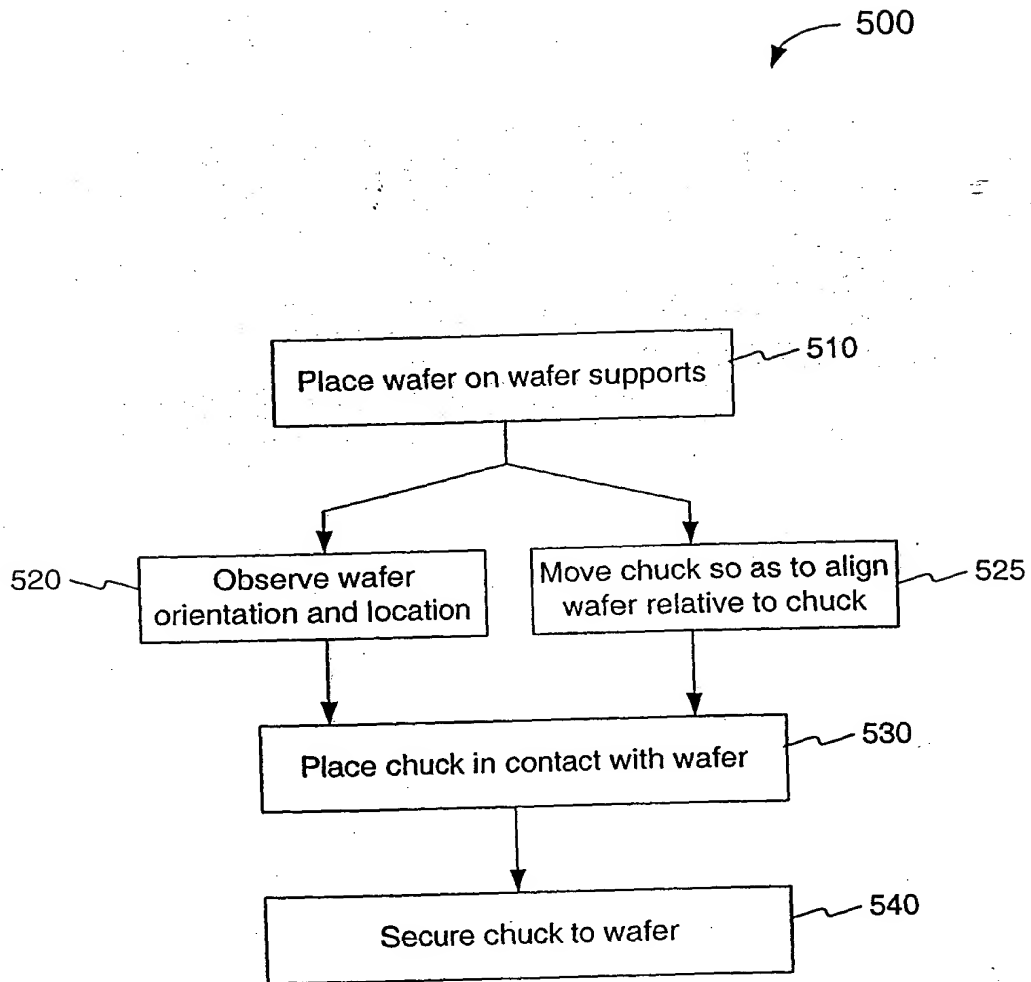 500
Place wafer on wafer supports
510
520
Observe wafer
orientation and location
Move chuck so as to align
wafer relative to chuck
525
Place chuck in contact with wafer
530
Secure chuck to wafer
540